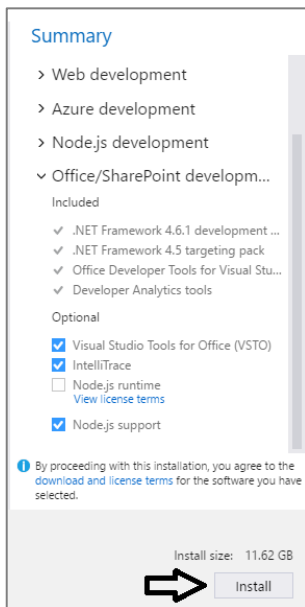 Summary
Web development
Azure development
Node.js development
Office/SharePoint developm...
Included
.NET Framework 4.6.1 development ...
.NET Framework 4.5 targeting pack
Office Developer Tools for Visual Stu...
Developer Analytics tools
Optional
Visual Studio Tools for Office (VSTO)
IntelliTrace
Node.js runtime
View license terms
Node.js support
By proceeding with this installation, you agree to the
download and license terms for the software you have
selected.
Install size: 11.62 GB
Install